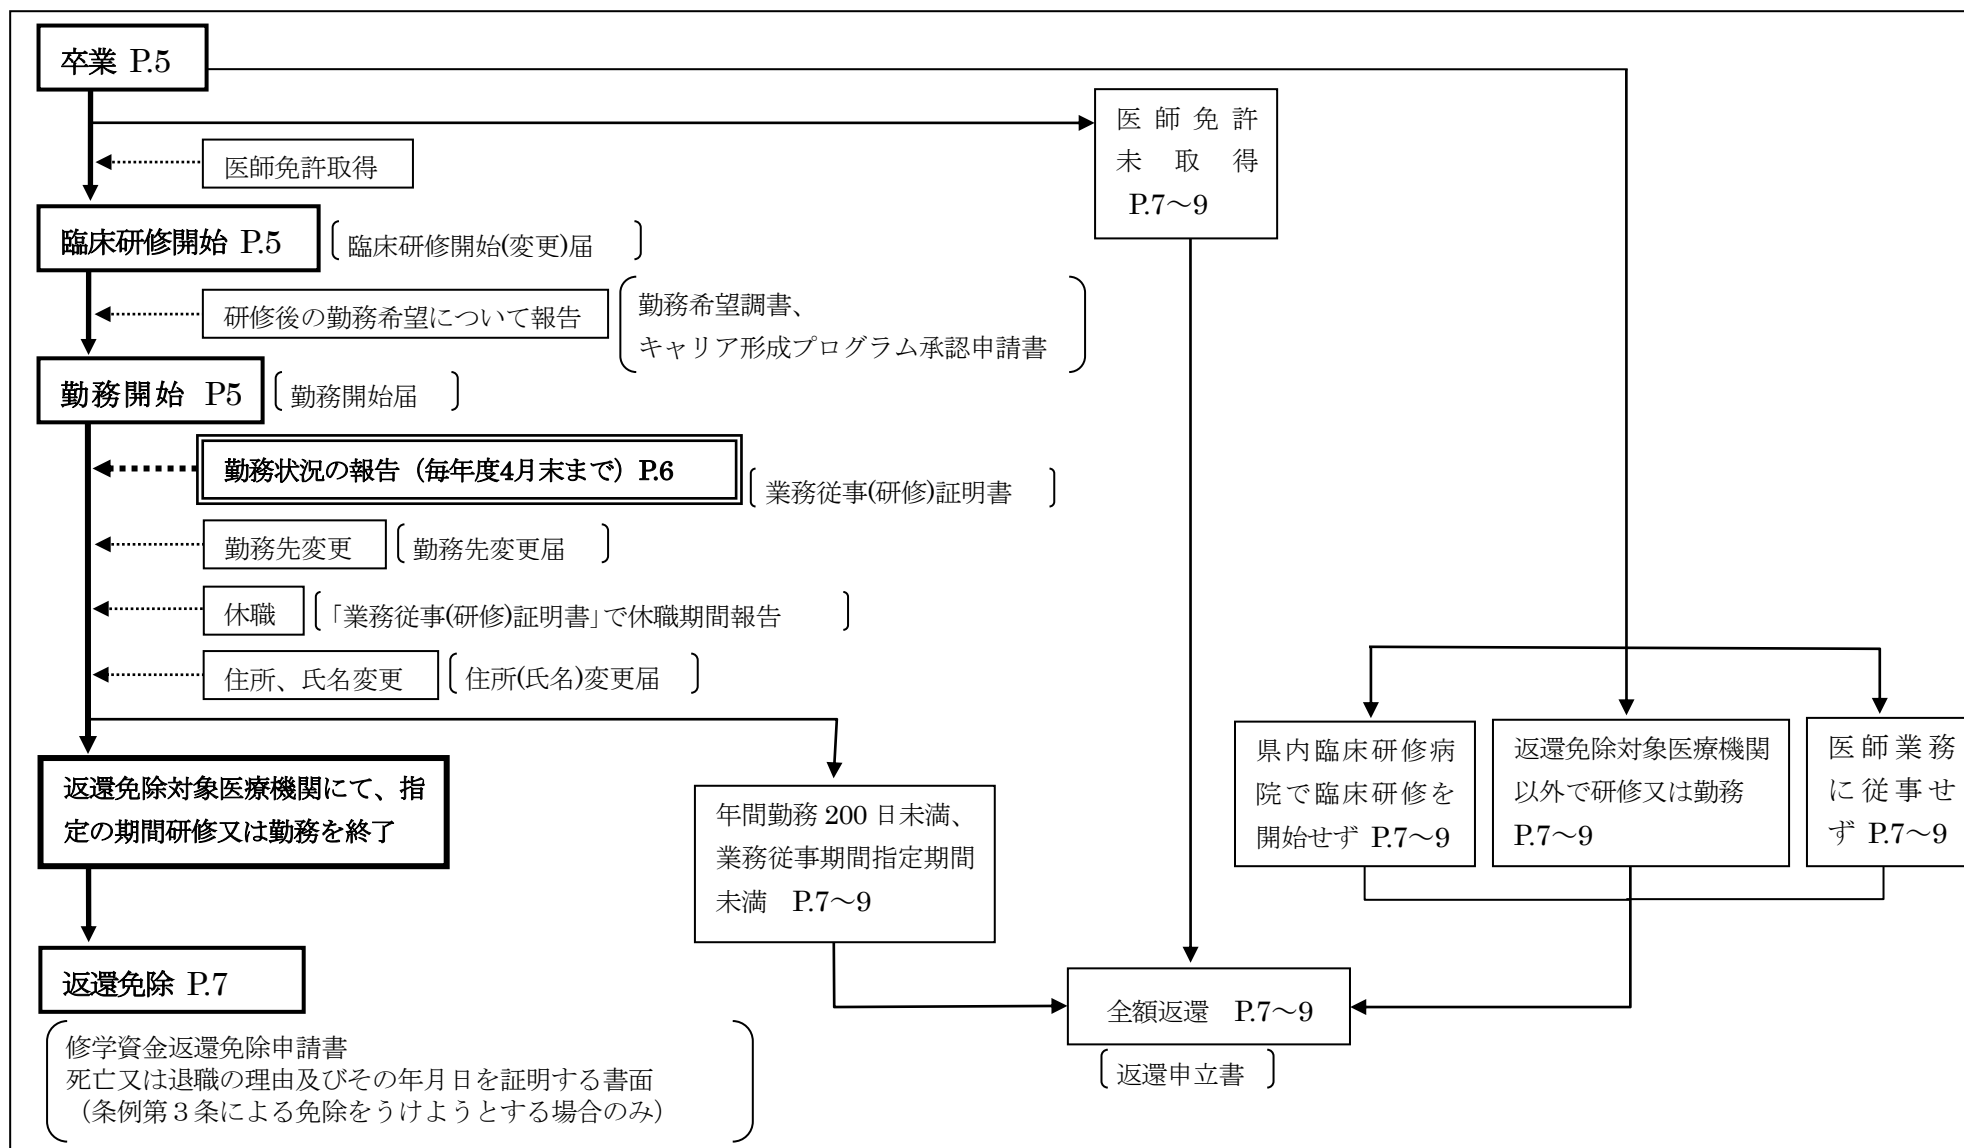 卒業 P.5
医師免許
未取得
P.7～9
医師免許取得
臨床研修開始 P.5
臨床研修開始(変更)届
研修後の勤務希望について報告
勤務希望調書、
キャリア形成プログラム承認申請書
勤務開始 P5
勤務開始届
勤務状況の報告（毎年度4月末まで）P.6
業務従事(研修)証明書
勤務先変更
勤務先変更届
休職
「業務従事(研修)証明書」で休職期間報告
住所、氏名変更
住所(氏名)変更届
返還免除対象医療機関にて、指
定の期間研修又は勤務を終了
年間勤務 200 日未満、
業務従事期間指定期間
未満 P.7～9
県内臨床研修病
院で臨床研修を
開始せず P.7～9
返還免除対象医療機関
以外で研修又は勤務
P.7～9
医師業務
に従事せ
ず P.7～9
返還免除 P.7
修学資金返還免除申請書
死亡又は退職の理由及びその年月日を証明する書面
（条例第３条による免除をうけようとする場合のみ）
全額返還 P.7～9
返還申立書